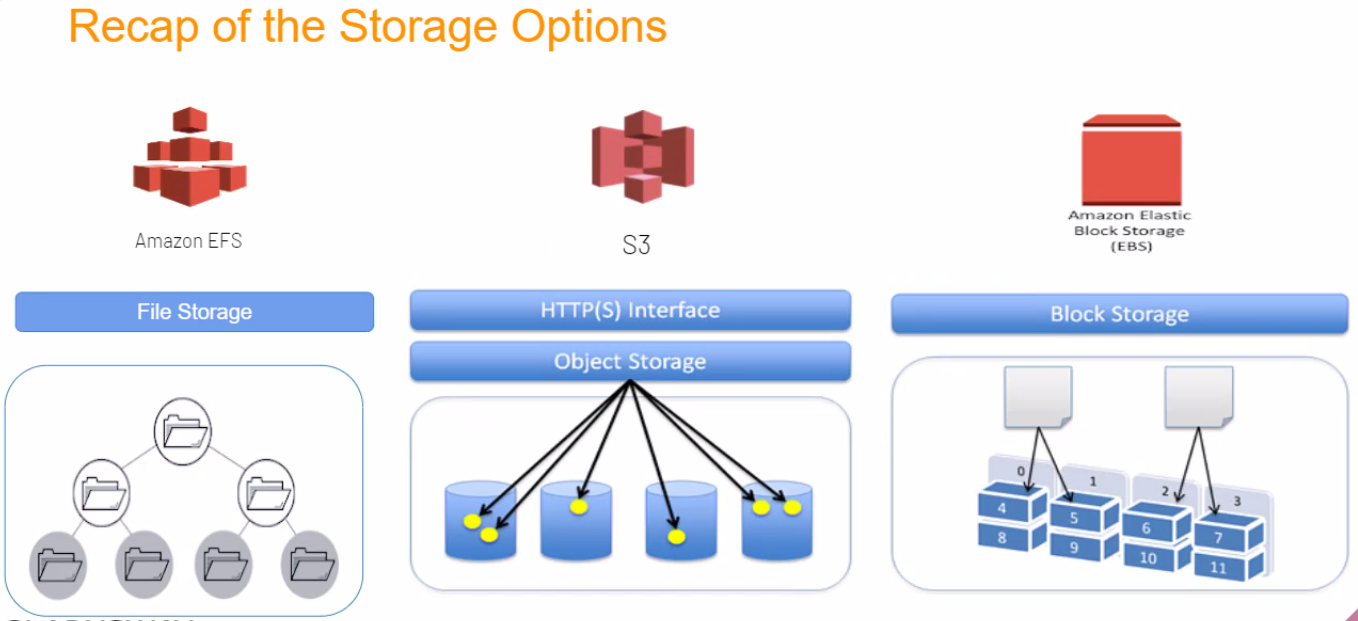 Recap of the Storage Options
Amazon EFS
S3
Amazon Elastic
Block Storage
(EBS)
File Storage
HTTP(S) Interface
Object Storage
Block Storage
0
1
2
3
4
5
6
7
8
9
10
11